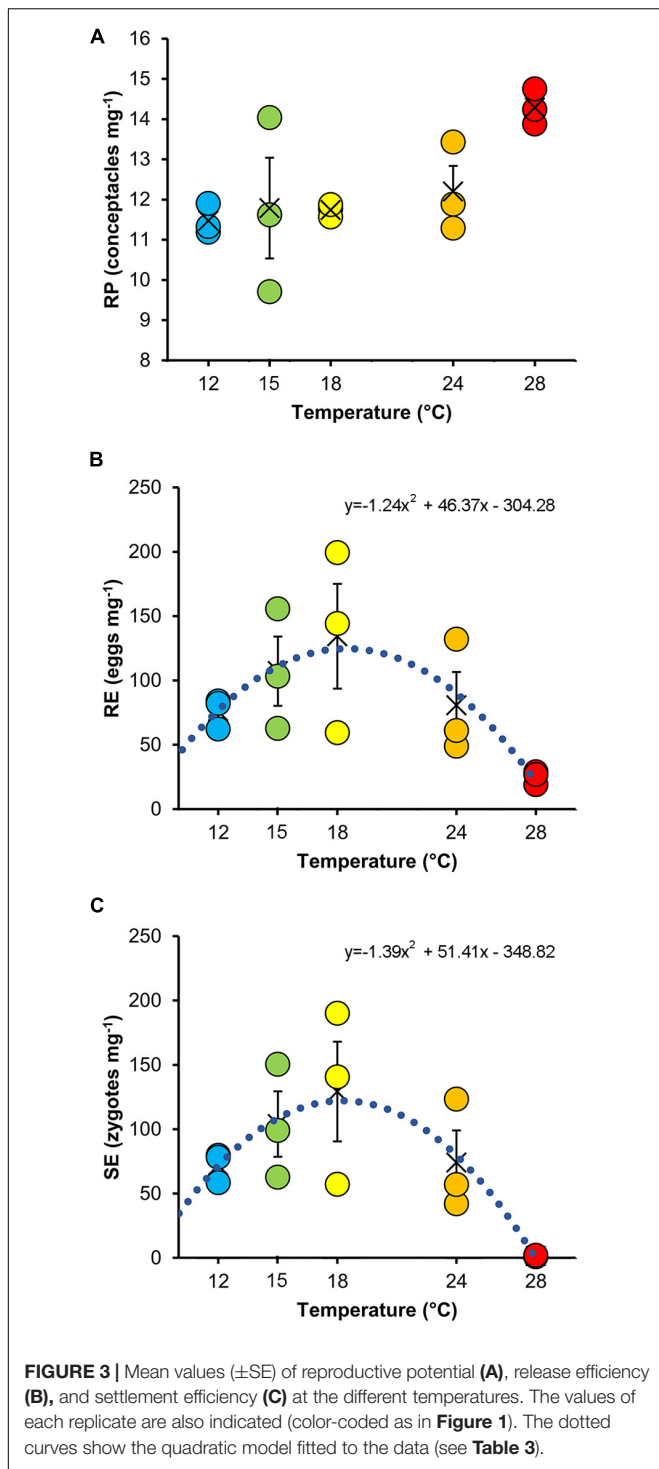 A
16
15
14
13
12
11
10
9
8
RP (conceptacles mg⁻¹)
12 15 18 24 28
Temperature (°C)
B
y=-1.24x² + 46.37x - 304.28
250
200
150
100
50
0
RE (eggs mg⁻¹)
12 15 18 24 28
Temperature (°C)
C
y=-1.39x² + 51.41x - 348.82
250
200
150
100
50
0
SE (zygotes mg⁻¹)
12 15 18 24 28
Temperature (°C)
FIGURE 3 | Mean values (±SE) of reproductive potential (A), release efficiency
(B), and settlement efficiency (C) at the different temperatures. The values of
each replicate are also indicated (color-coded as in Figure 1). The dotted
curves show the quadratic model fitted to the data (see Table 3).